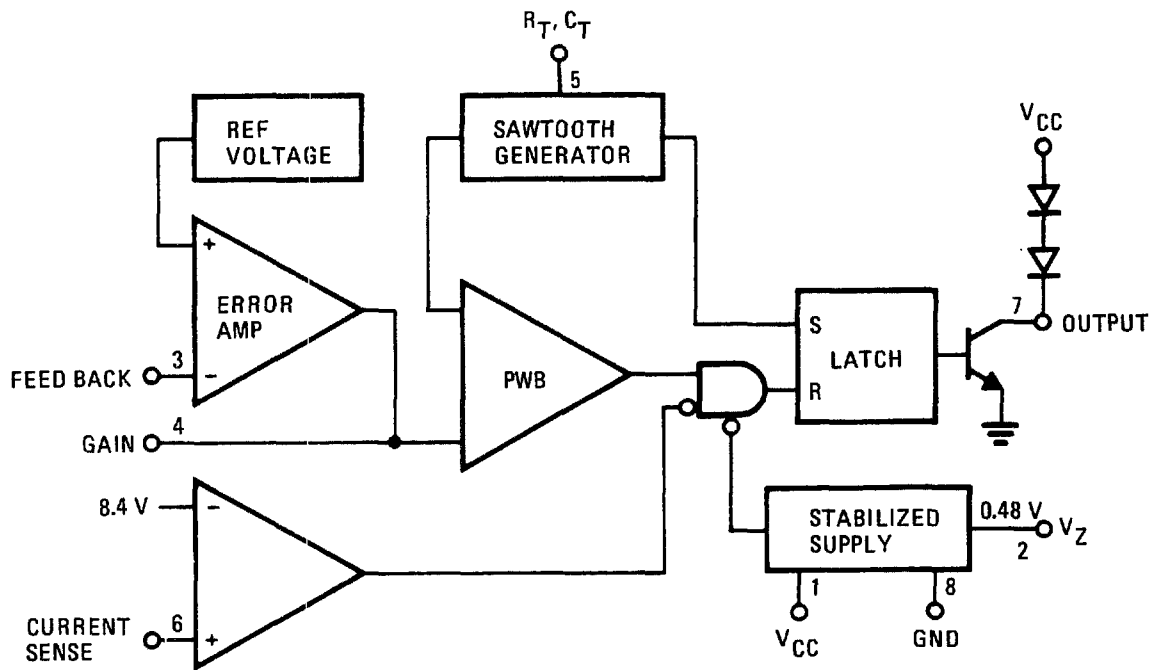 R_T, C_T
5
REF
VOLTAGE
SAWTOOTH
GENERATOR
V_CC
+
ERROR
AMP
3
FEED BACK
-
4
GAIN
PWB
S
LATCH
R
7
OUTPUT
8.4 V
-
6
CURRENT
SENSE
+
STABILIZED
SUPPLY
0.48 V
2
V_Z
1
V_CC
8
GND